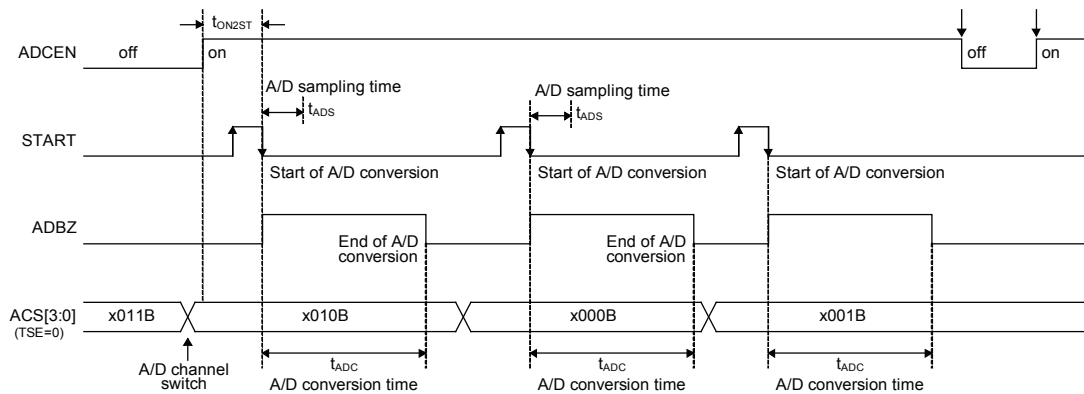 tON2ST
ADCEN
off
on
off
on
A/D sampling time
tADS
A/D sampling time
tADS
START
Start of A/D conversion
Start of A/D conversion
Start of A/D conversion
ADBZ
End of A/D
conversion
End of A/D
conversion
ACS[3:0]
(TSE=0)
x011B
x010B
x000B
x001B
A/D channel
switch
tADC
A/D conversion time
tADC
A/D conversion time
tADC
A/D conversion time